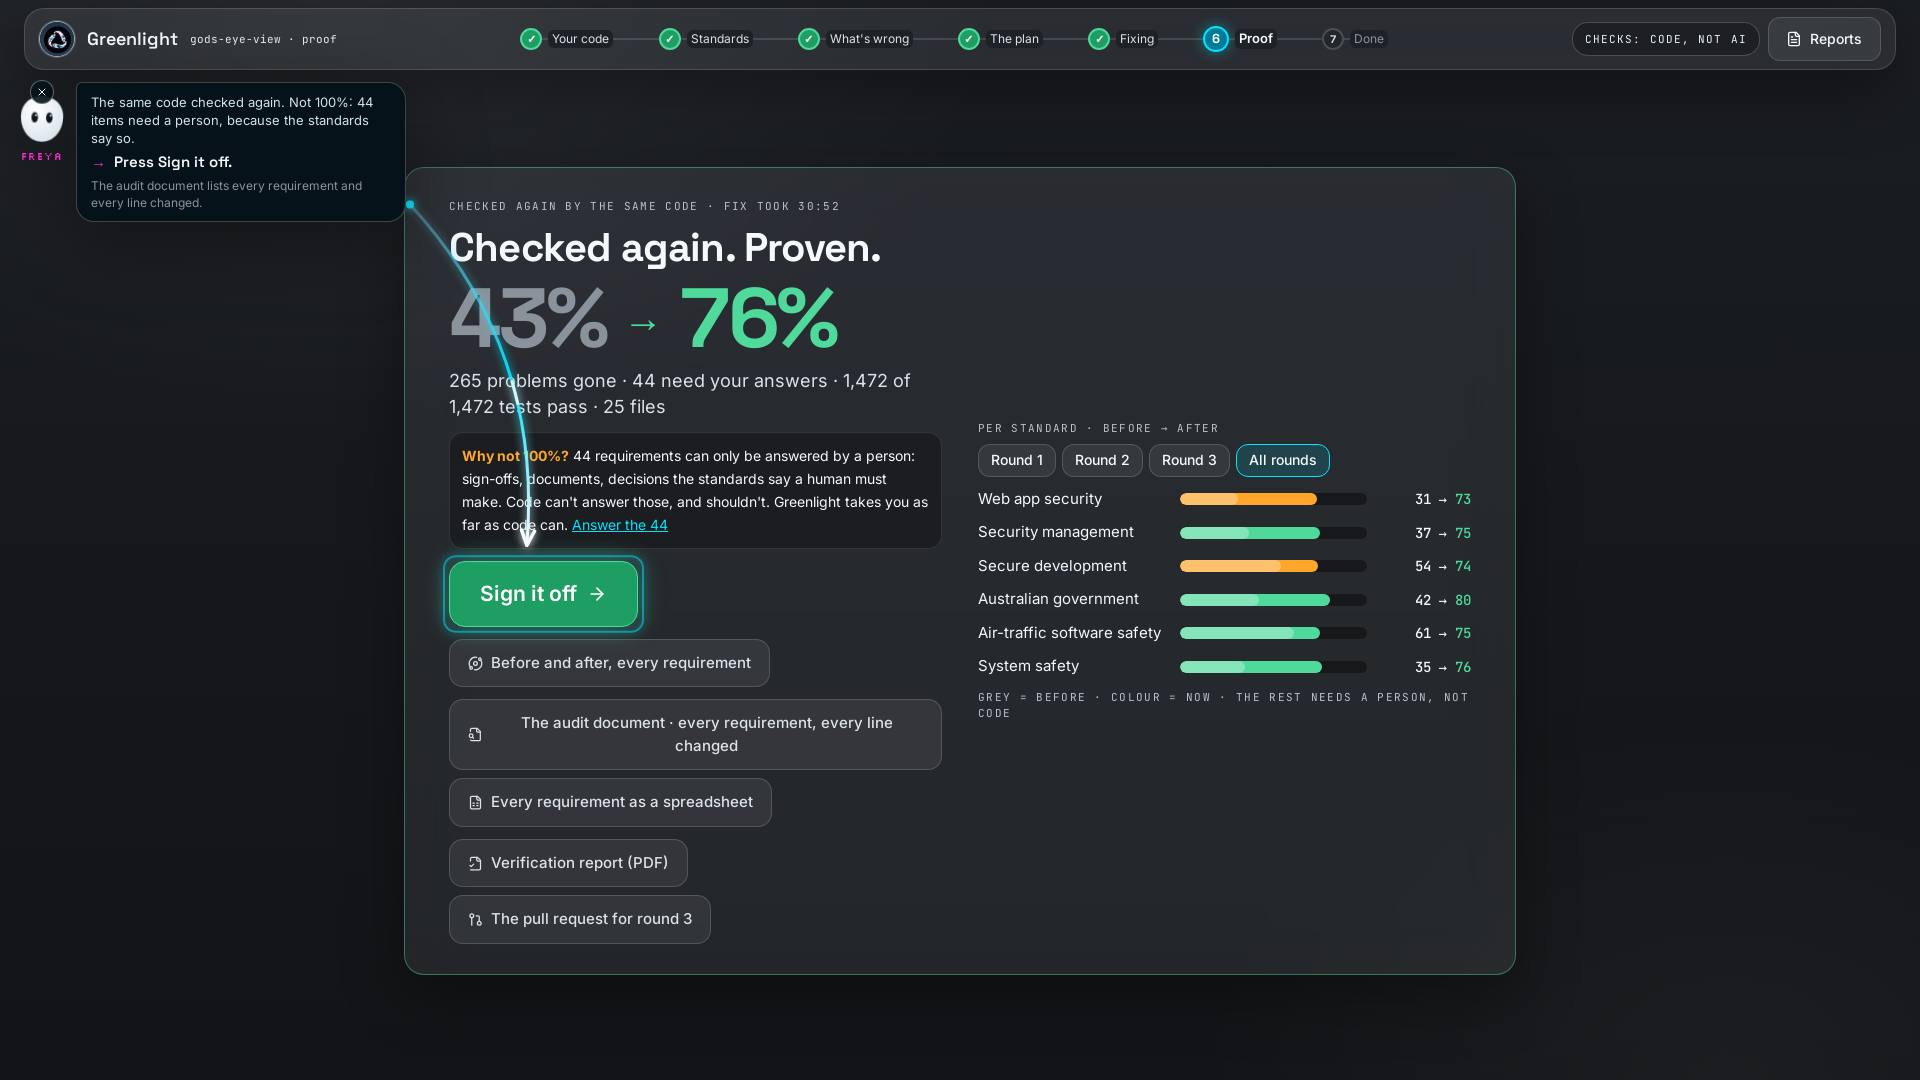 Greenlight gods-eye-view · proof
✓ Your code ✓ Standards ✓ What's wrong ✓ The plan ✓ Fixing 6 Proof 7 Done
CHECKS: CODE, NOT AI
Reports
The same code checked again. Not 100%: 44
items need a person, because the standards
say so.
→ Press Sign it off.
The audit document lists every requirement and
every line changed.
FREYA
CHECKED AGAIN BY THE SAME CODE · FIX TOOK 30:52
Checked again. Proven.
43% → 76%
265 problems gone · 44 need your answers · 1,472 of
1,472 tests pass · 25 files
Why not 100%? 44 requirements can only be answered by a person:
sign-offs, documents, decisions the standards say a human must
make. Code can't answer those, and shouldn't. Greenlight takes you as
far as code can. Answer the 44
Sign it off →
Before and after, every requirement
The audit document · every requirement, every line
changed
Every requirement as a spreadsheet
Verification report (PDF)
The pull request for round 3
PER STANDARD · BEFORE → AFTER
Round 1 Round 2 Round 3 All rounds
Web app security 31 → 73
Security management 37 → 75
Secure development 54 → 74
Australian government 42 → 80
Air-traffic software safety 61 → 75
System safety 35 → 76
GREY = BEFORE · COLOUR = NOW · THE REST NEEDS A PERSON, NOT
CODE